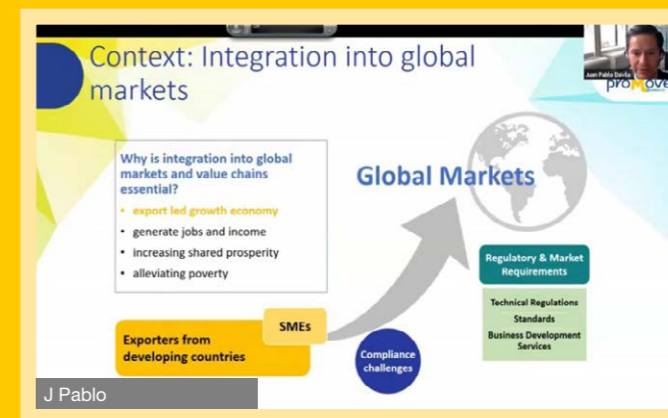 Context: Integration into global
markets
Juan Pablo Davila
proMove
Why is integration into global
markets and value chains
essential?
• export led growth economy
• generate jobs and income
• increasing shared prosperity
• alleviating poverty
Global Markets
Regulatory & Market
Requirements
Technical Regulations
Standards
Business Development
Services
SMEs
Exporters from
developing countries
Compliance
challenges
J Pablo